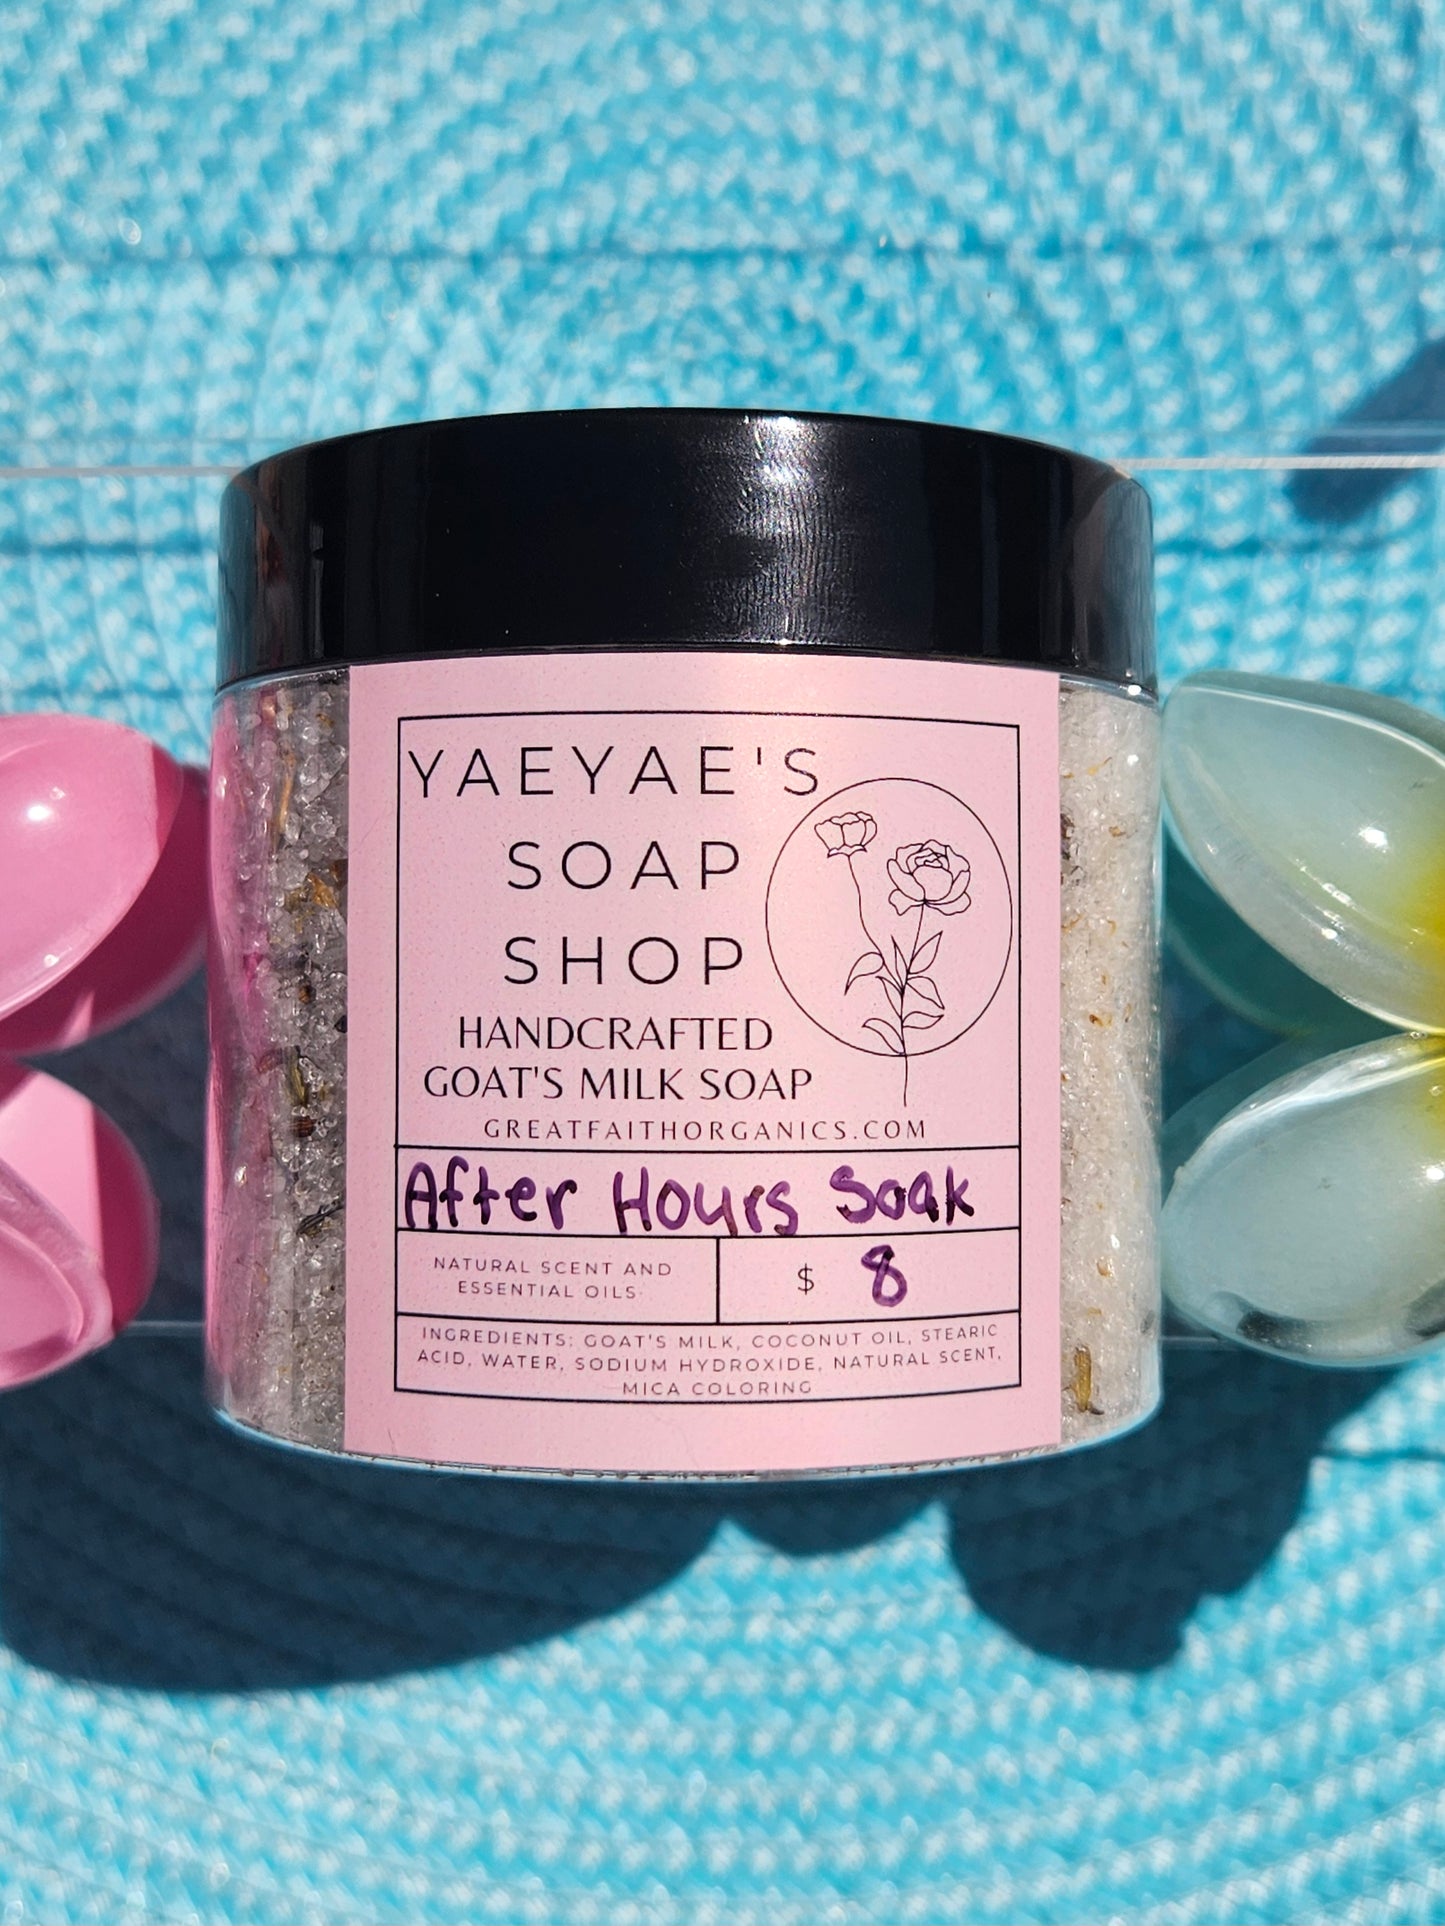 YAEYAE'S
SOAP
SHOP
HANDCRAFTED
GOAT'S MILK SOAP
GREATFAITHORGANICS.COM
After Hours Soak
NATURAL SCENT AND
ESSENTIAL OILS
$ 8
INGREDIENTS: GOAT'S MILK, COCONUT OIL, STEARIC
ACID, WATER, SODIUM HYDROXIDE, NATURAL SCENT,
MICA COLORING